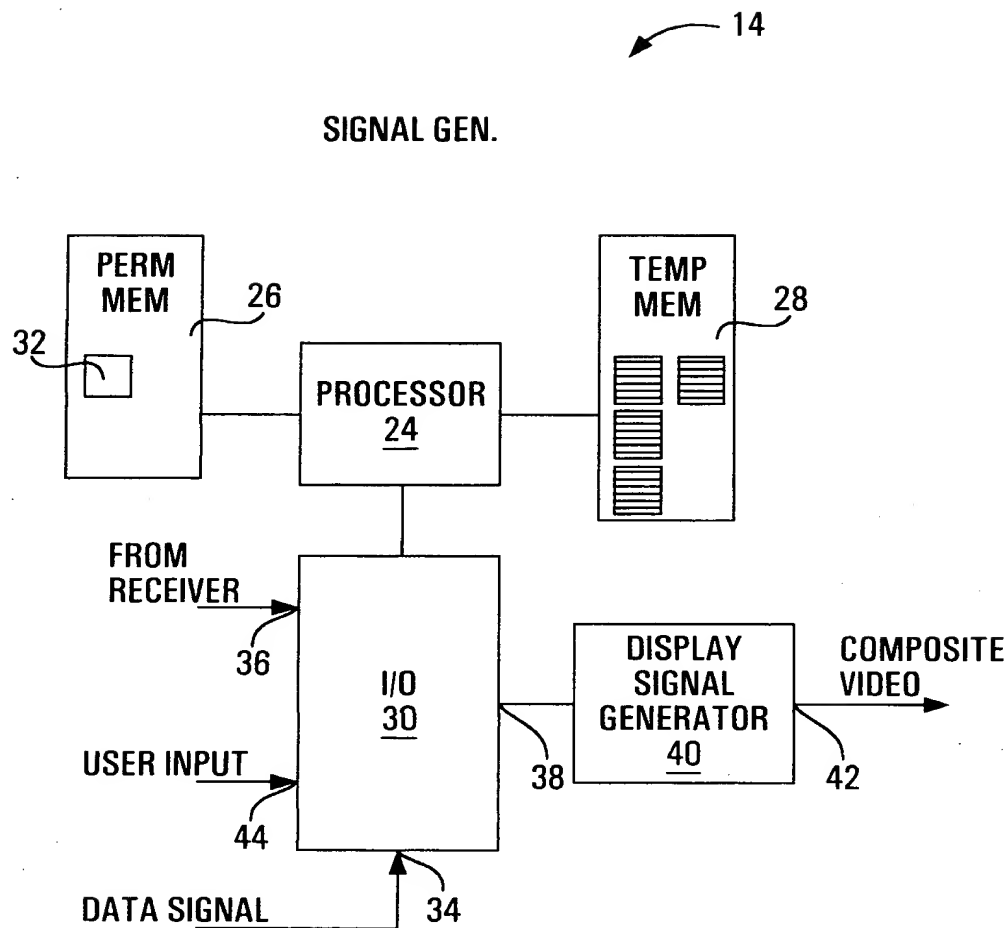 14
SIGNAL GEN.
PERM
MEM
26
32
TEMP
MEM
28
PROCESSOR
24
FROM
RECEIVER
36
I/O
30
USER INPUT
44
DATA SIGNAL
34
38
DISPLAY
SIGNAL
GENERATOR
40
COMPOSITE
VIDEO
42